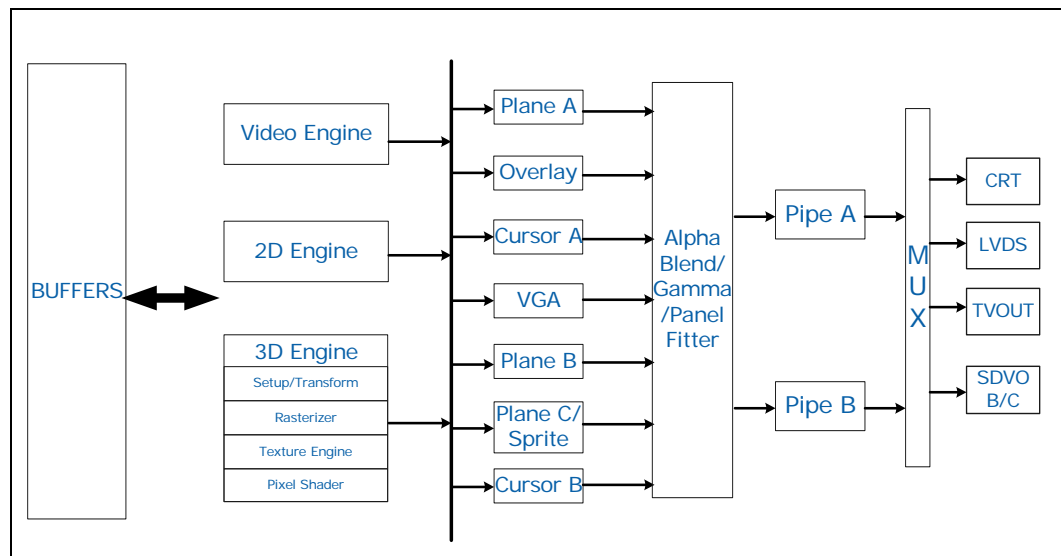 BUFFERS
Video Engine
2D Engine
3D Engine
Setup/Transform
Rasterizer
Texture Engine
Pixel Shader
Plane A
Overlay
Cursor A
VGA
Plane B
Plane C/
Sprite
Cursor B
Alpha
Blend/
Gamma
/Panel
Fitter
Pipe A
Pipe B
M
U
X
CRT
LVDS
TVOUT
SDVO
B/C